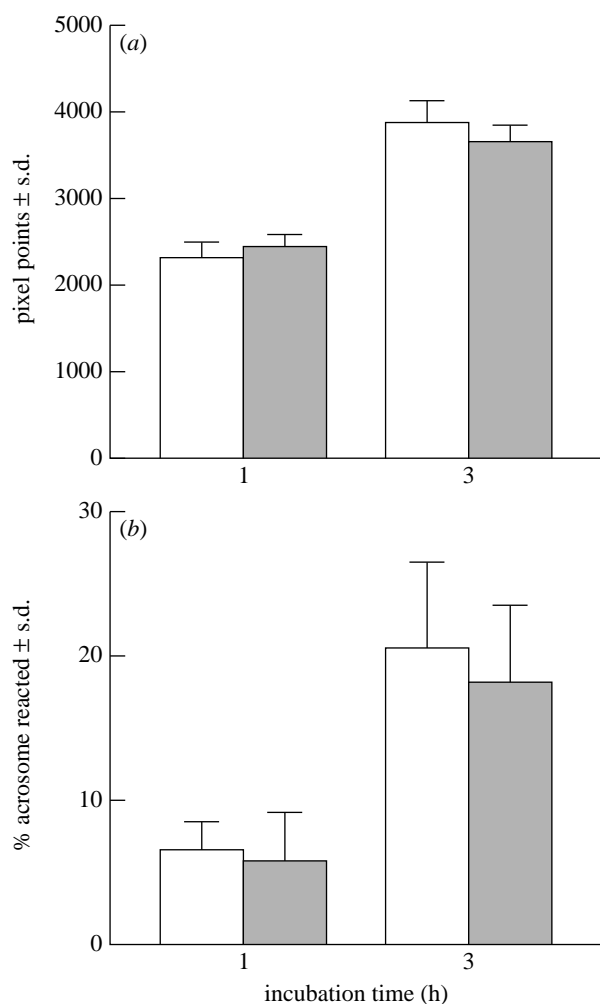 (a)
5000
4000
3000
2000
1000
0
pixel points ± s.d.
1 3
(b)
30
20
10
0
% acrosome reacted ± s.d.
1 3
incubation time (h)